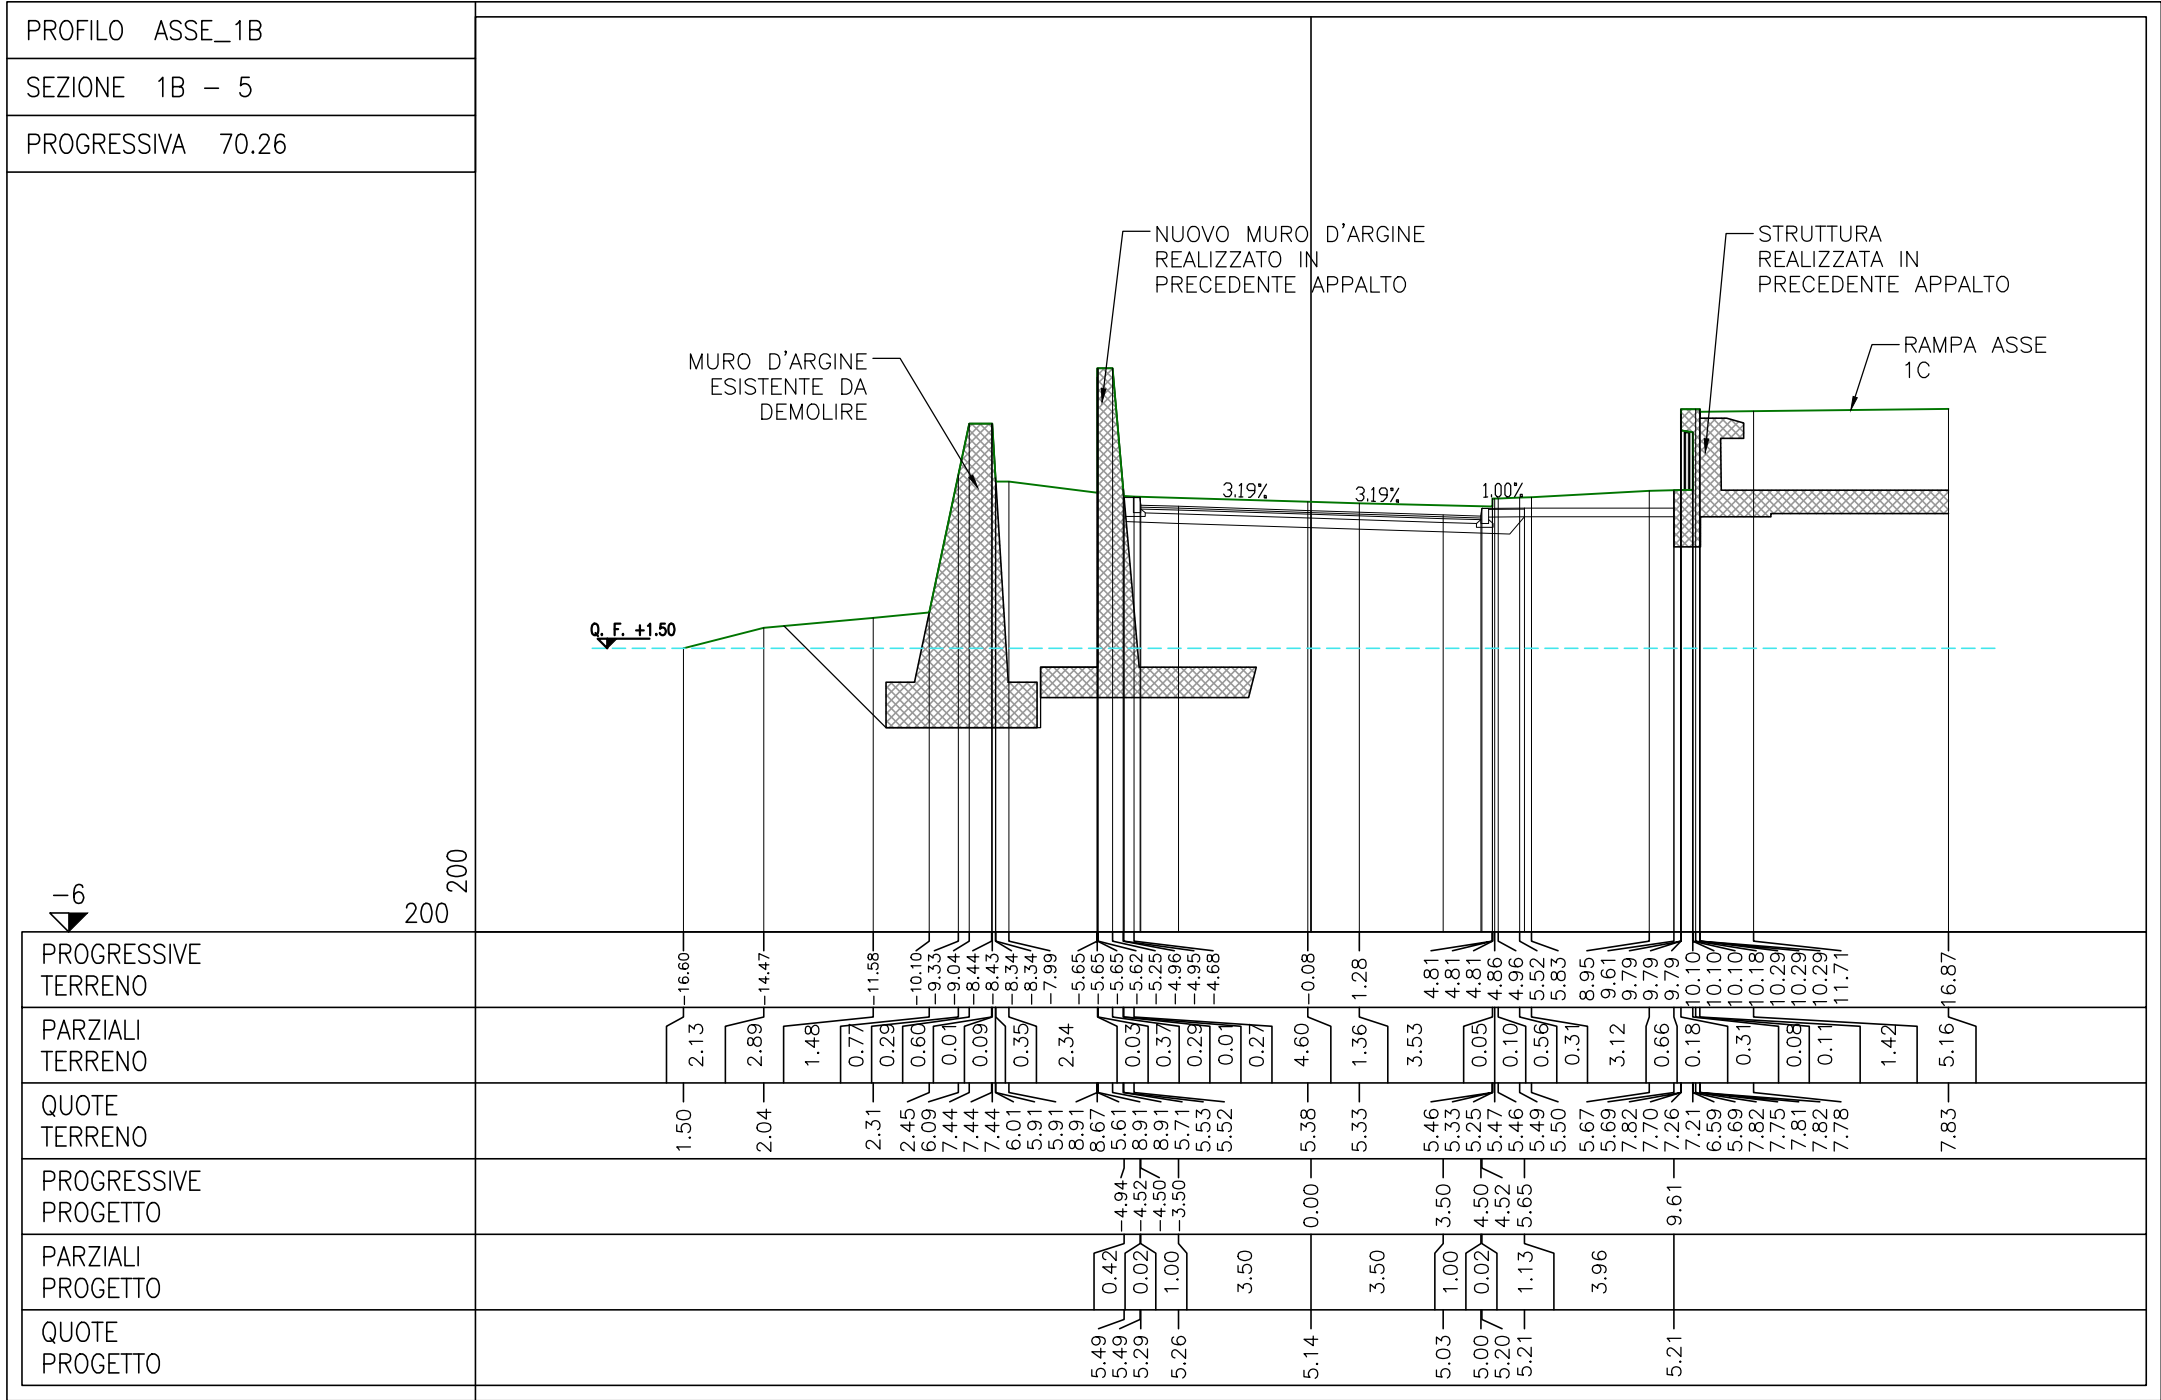 PROFILO ASSE_1B
SEZIONE 1B - 5
PROGRESSIVA 70.26
NUOVO MURO D'ARGINE
REALIZZATO IN
PRECEDENTE APPALTO
STRUTTURA
REALIZZATA IN
PRECEDENTE APPALTO
MURO D'ARGINE
ESISTENTE DA
DEMOLIRE
RAMPA ASSE
1C
3.19% 3.19% 1.00%
Q. F. +1.50
-6
200
200
PROGRESSIVE
TERRENO
-16.60 -14.47 -11.58 -10.10 -9.33 -9.04 -8.44 -8.43 -8.34 -8.34 -7.99 -5.65 -5.65 -5.65 -5.62 -5.25 -4.96 -4.95 -4.68 -0.08 1.28 4.81 4.81 4.81 4.86 4.96 5.52 5.83 8.95 9.61 9.79 9.79 9.79 10.10 10.10 10.10 10.18 10.29 10.29 10.29 11.71 16.87
PARZIALI
TERRENO
2.13 2.89 1.48 0.77 0.29 0.60 0.01 0.09 0.35 2.34 0.03 0.37 0.29 0.01 0.27 4.60 1.36 3.53 0.05 0.10 0.56 0.31 3.12 0.66 0.18 0.31 0.08 0.11 1.42 5.16
QUOTE
TERRENO
1.50 2.04 2.31 2.45 6.09 7.44 7.44 7.44 6.01 5.91 5.91 8.91 8.67 5.61 8.91 8.91 5.71 5.53 5.52 5.38 5.33 5.46 5.33 5.25 5.47 5.46 5.49 5.50 5.67 5.69 7.82 7.70 7.26 7.21 6.59 5.69 7.82 7.75 7.81 7.82 7.78 7.83
PROGRESSIVE
PROGETTO
-4.94 -4.52 -4.50 -3.50 0.00 3.50 4.50 4.52 5.65 9.61
PARZIALI
PROGETTO
0.42 0.02 1.00 3.50 3.50 1.00 0.02 1.13 3.96
QUOTE
PROGETTO
5.49 5.49 5.29 5.26 5.14 5.03 5.00 5.20 5.21 5.21